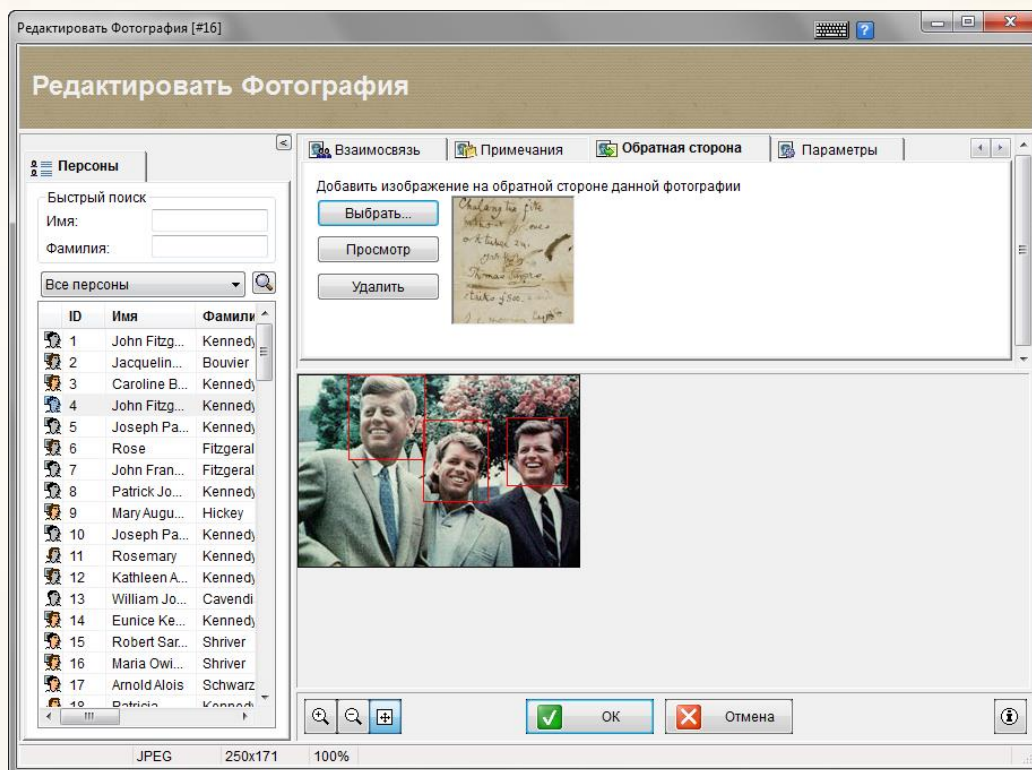 Редактировать Фотография [#16]
Редактировать Фотография
Персоны
Быстрый поиск
Имя:
Фамилия:
Все персоны
ID Имя Фамили
1 John Fitzg... Kennedy
2 Jacquelin... Bouvier
3 Caroline B... Kennedy
4 John Fitzg... Kennedy
5 Joseph Pa... Kennedy
6 Rose Fitzgeral
7 John Fran... Fitzgeral
8 Patrick Jo... Kennedy
9 Mary Augu... Hickey
10 Joseph Pa... Kennedy
11 Rosemary Kennedy
12 Kathleen A... Kennedy
13 William Jo... Cavendi
14 Eunice Ke... Kennedy
15 Robert Sar... Shriver
16 Maria Owi... Shriver
17 Arnold Alois Schwarz
18 Patricia Kennedy
Взаимосвязь Примечания Обратная сторона Параметры
Добавить изображение на обратной стороне данной фотографии
Выбрать...
Просмотр
Удалить
Thomas
ОК Отмена
JPEG 250x171 100%